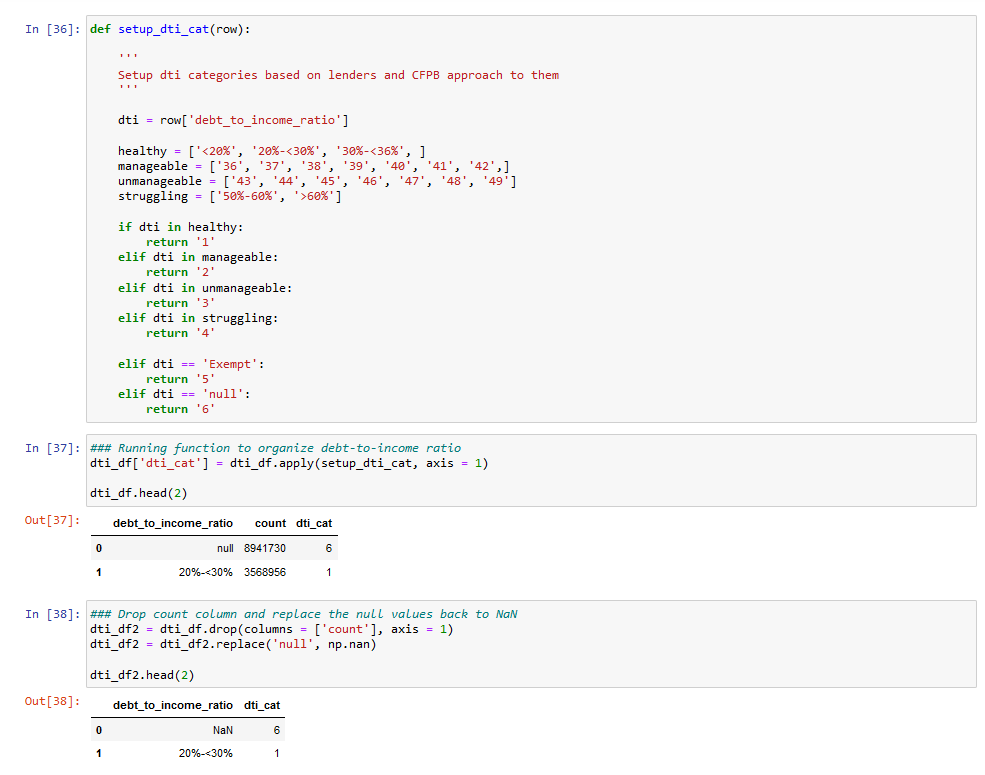 In [36]: def setup_dti_cat(row):
'''
Setup dti categories based on lenders and CFPB approach to them
'''
dti = row['debt_to_income_ratio']
healthy = ['<20%', '20%-<30%', '30%-<36%', ]
manageable = ['36', '37', '38', '39', '40', '41', '42',]
unmanageable = ['43', '44', '45', '46', '47', '48', '49']
struggling = ['50%-60%', '>60%']
if dti in healthy:
return '1'
elif dti in manageable:
return '2'
elif dti in unmanageable:
return '3'
elif dti in struggling:
return '4'
elif dti == 'Exempt':
return '5'
elif dti == 'null':
return '6'
In [37]: ### Running function to organize debt-to-income ratio
dti_df['dti_cat'] = dti_df.apply(setup_dti_cat, axis = 1)
dti_df.head(2)
Out[37]: debt_to_income_ratio count dti_cat
0 null 8941730 6
1 20%-<30% 3568956 1
In [38]: ### Drop count column and replace the null values back to NaN
dti_df2 = dti_df.drop(columns = ['count'], axis = 1)
dti_df2 = dti_df2.replace('null', np.nan)
dti_df2.head(2)
Out[38]: debt_to_income_ratio dti_cat
0 NaN 6
1 20%-<30% 1